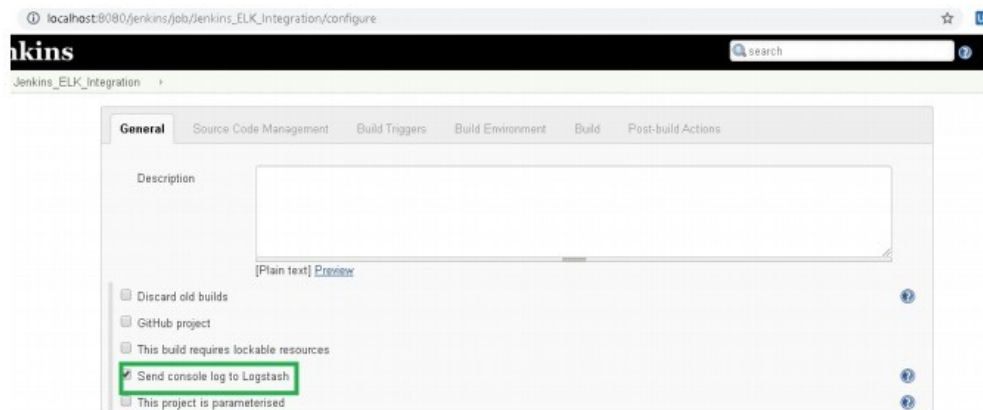 localhost:8080/jenkins/job/Jenkins_ELK_Integration/configure
nkins
search
Jenkins_ELK_Integration
General Source Code Management Build Triggers Build Environment Build Post-build Actions
Description
[Plain text] Preview
Discard old builds
GitHub project
This build requires lockable resources
Send console log to Logstash
This project is parameterised